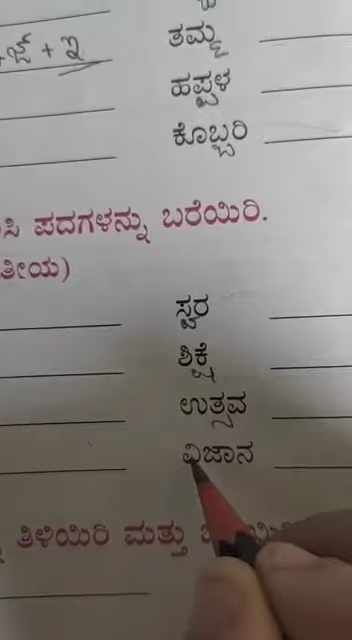 + ಇ
ತಮ್ಮ
ಹಪ್ಪಳ
ಕೊಬ್ಬರಿ
ಸಿ ಪದಗಳನ್ನು ಬರೆಯಿರಿ.
ತೀಯ)
ಸ್ವರ
ಶಿಕ್ಷೆ
ಉತ್ಸವ
ವಿಜಾನ
ತಿಳಿಯಿರಿ ಮತ್ತು